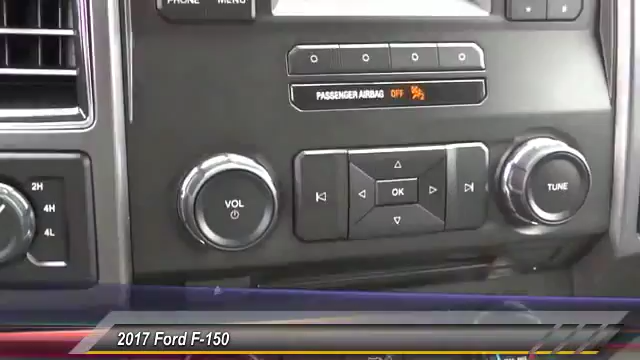 PHONE MENU
PASSENGER AIRBAG OFF
2H
4H
4L
VOL
OK
TUNE
2017 Ford F-150